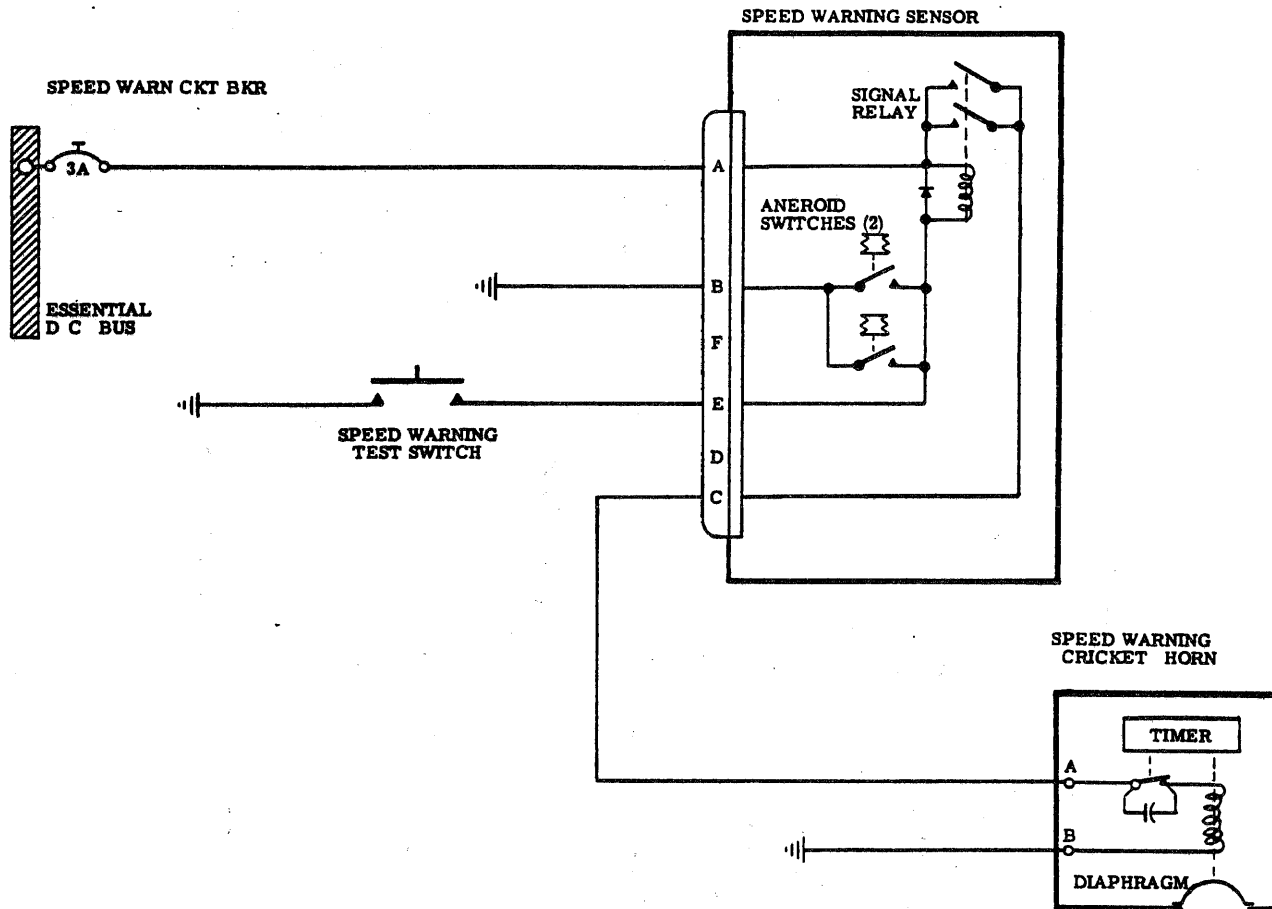 SPEED WARNING SENSOR
SPEED WARN CKT BKR
3A
ESSENTIAL
D C BUS
SIGNAL
RELAY
A
ANEROID
SWITCHES (2)
B
F
E
SPEED WARNING
TEST SWITCH
D
C
SPEED WARNING
CRICKET HORN
TIMER
A
B
DIAPHRAGM